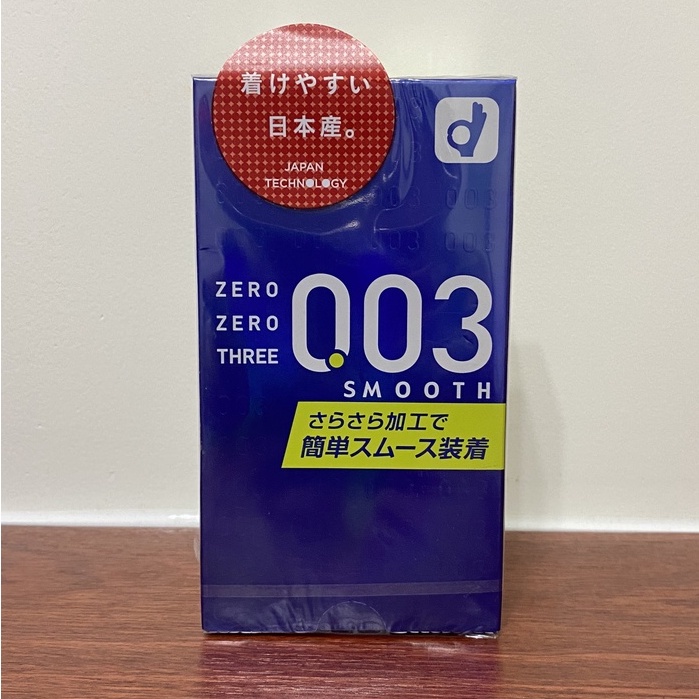 着けやすい
日本産。
JAPAN
TECHNOLOGY
ZERO
ZERO
THREE
0.03
SMOOTH
さらさら加工で
簡単スムース装着